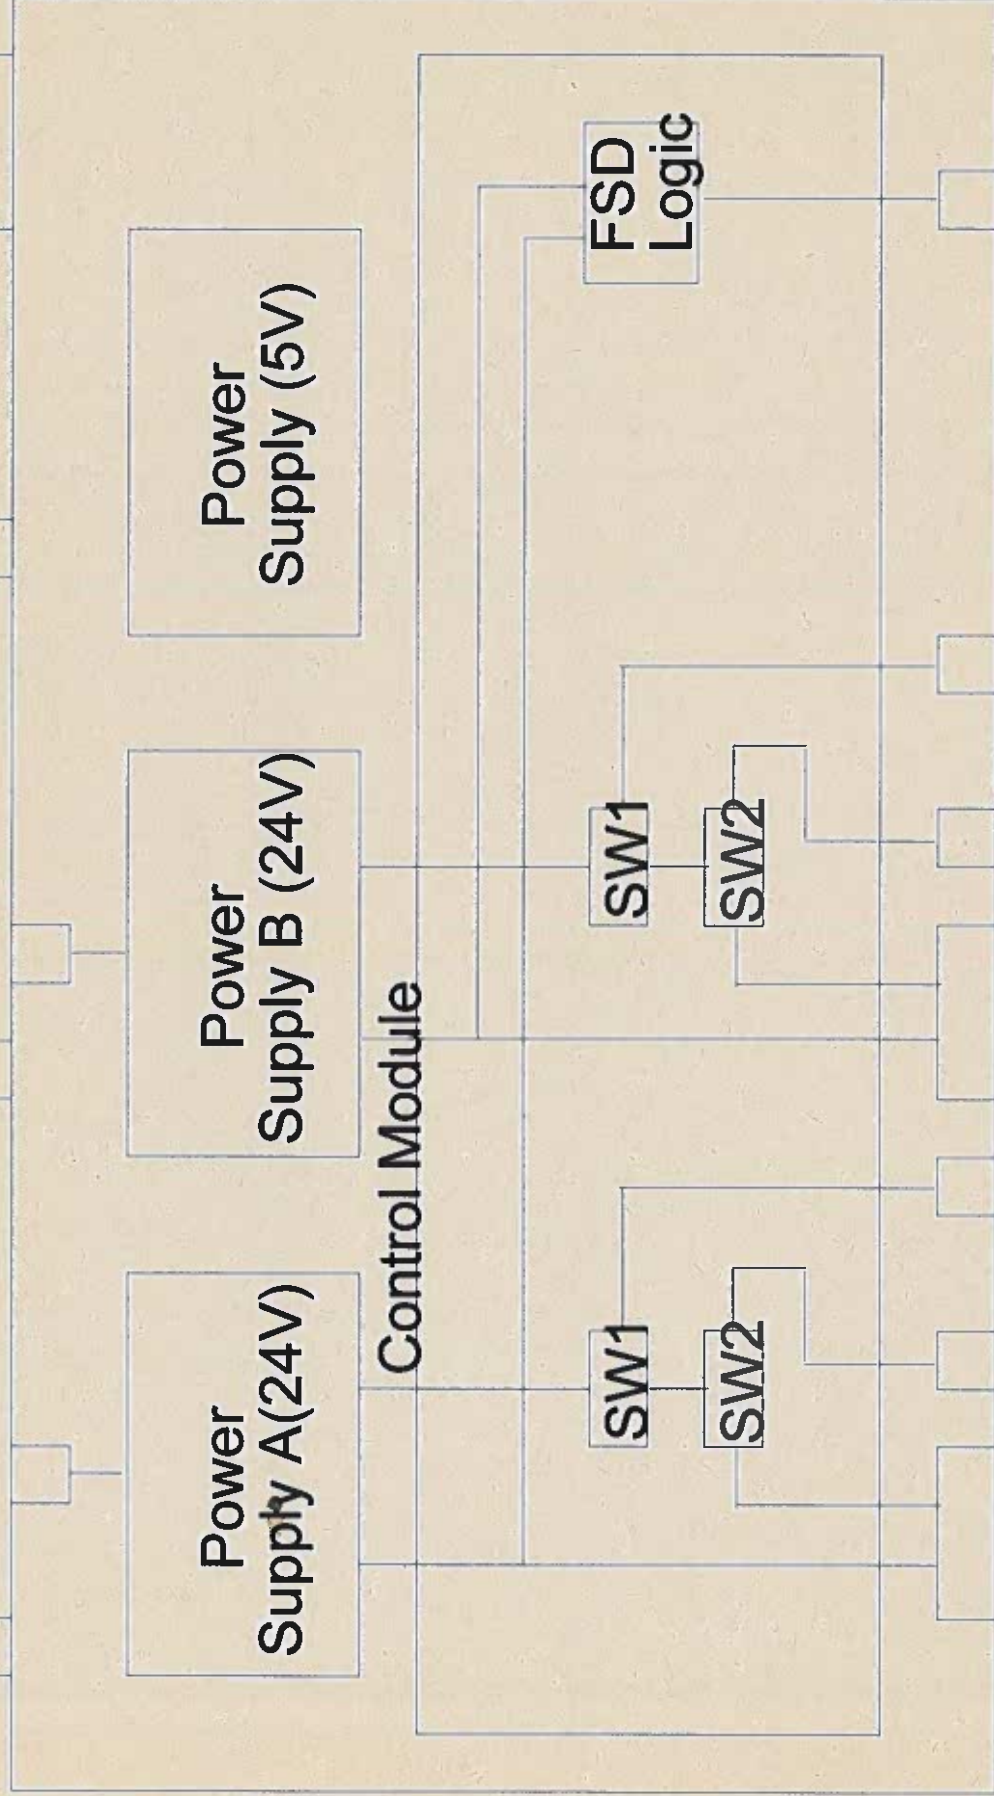 Power
Supply A(24V)
Power
Supply B (24V)
Power
Supply (5V)
Control Module
SW1
SW2
SW1
SW2
FSD
Logic